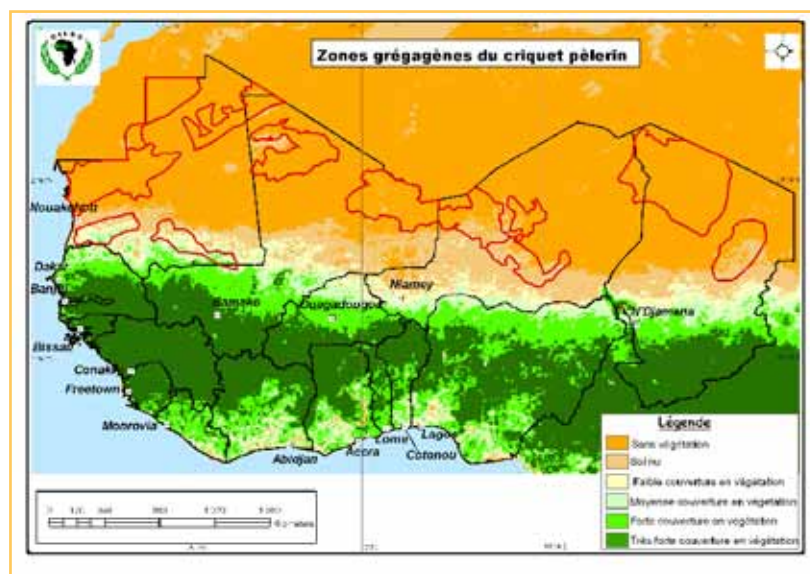 Zones grégagènes du criquet pèlerin
Nouakchott
Dakar
Banjul
Bissau
Bamako
Ouagadougou
Niamey
N'Djamena
Conakry
Freetown
Monrovia
Abidjan
Accra
Lome
Cotonou
Lagos
Légende
Sans végétation
Sol nu
Faible couverture en végétation
Moyenne couverture en végétation
Forte couverture en végétation
Très forte couverture en végétation